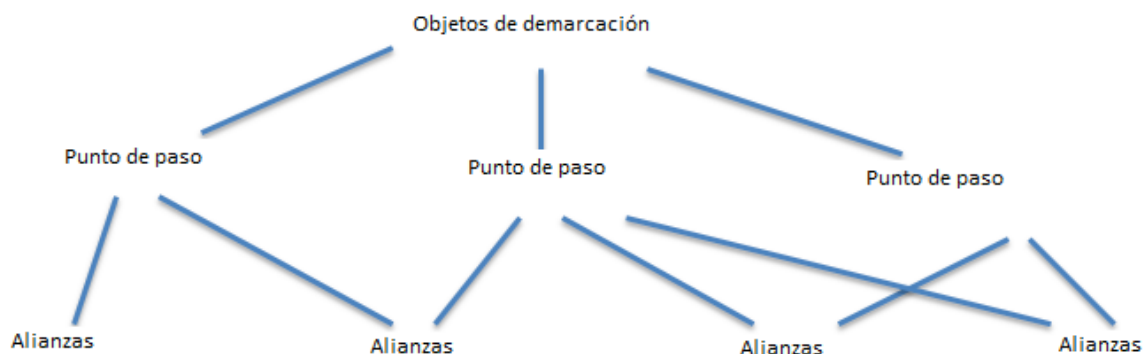 Objetos de demarcación
Punto de paso
Punto de paso
Punto de paso
Alianzas
Alianzas
Alianzas
Alianzas